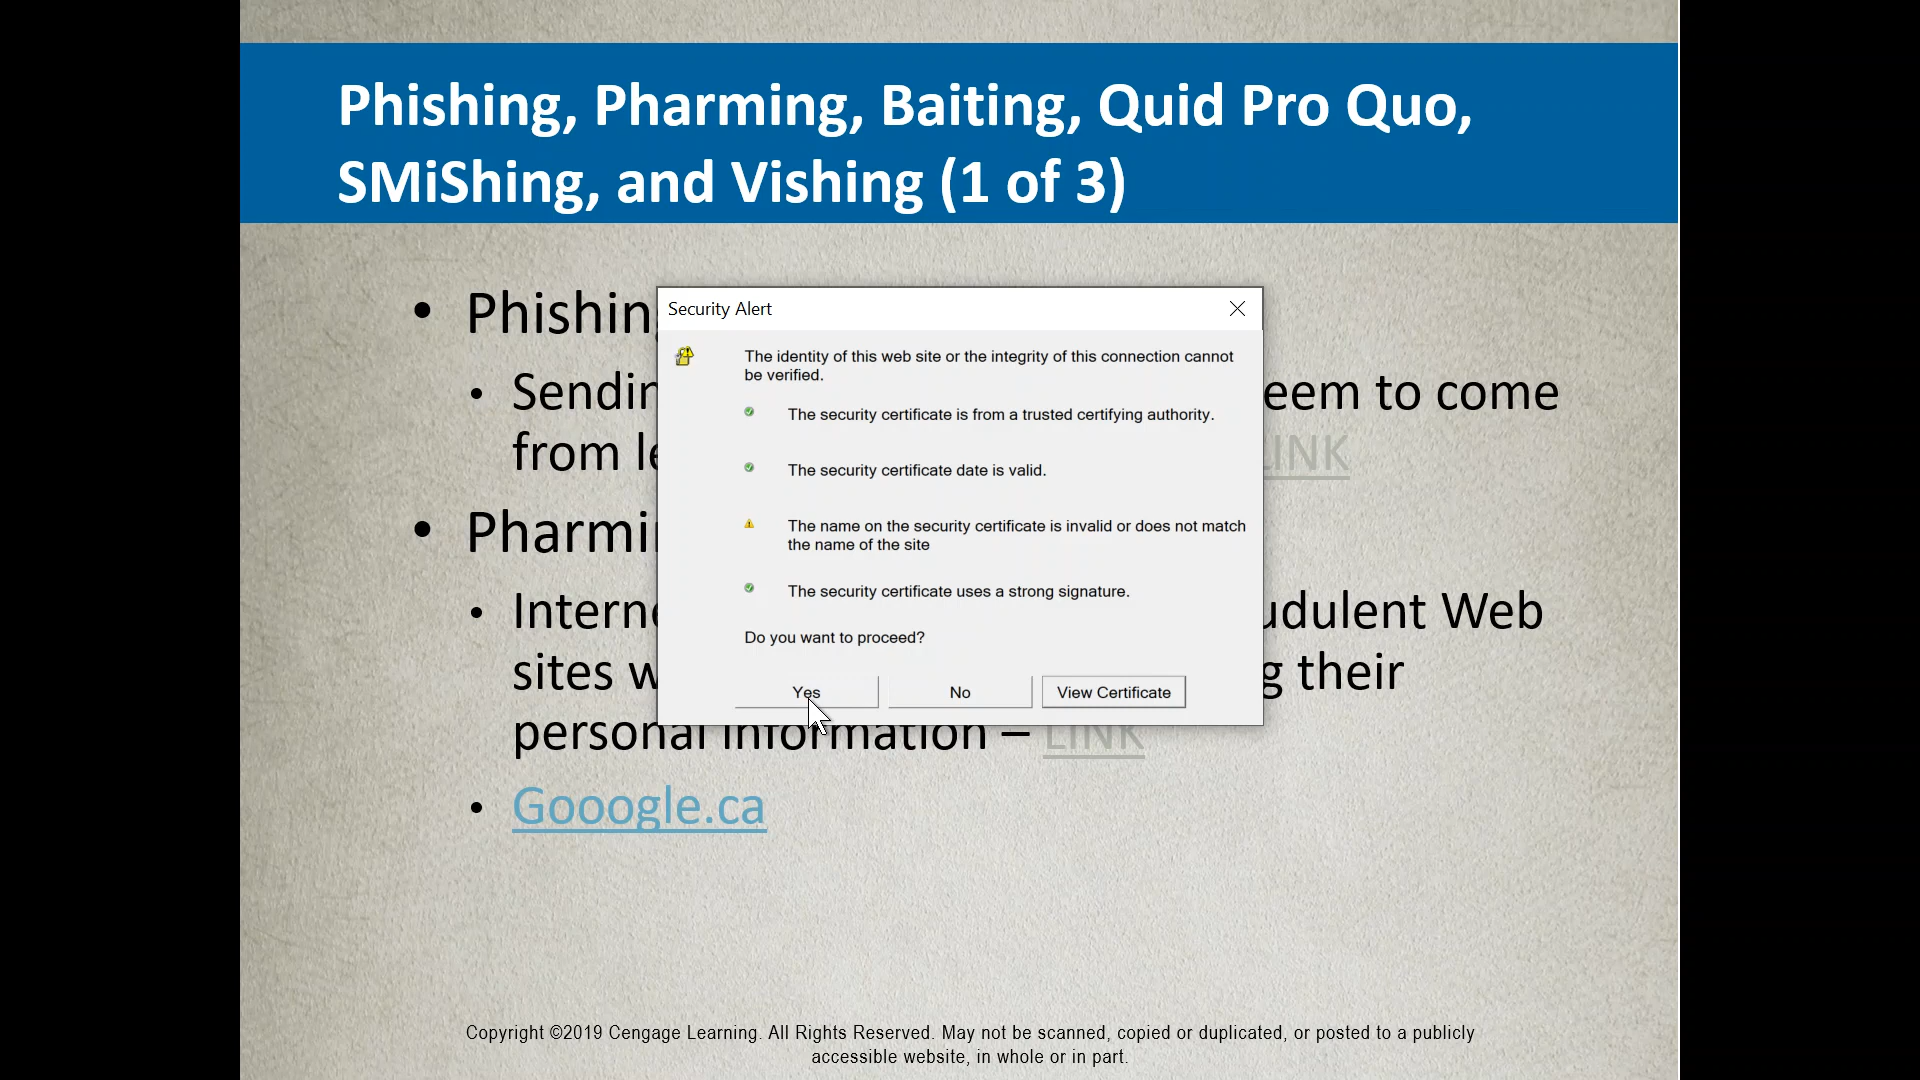 Phishing, Pharming, Baiting, Quid Pro Quo,
SMiShing, and Vishing (1 of 3)
• Phishin
Security Alert
The identity of this web site or the integrity of this connection cannot
be verified.
• Sendin
eem to come
The security certificate is from a trusted certifying authority.
from le
LINK
The security certificate date is valid.
• Pharmi
The name on the security certificate is invalid or does not match
the name of the site
• Interne
udulent Web
The security certificate uses a strong signature.
Do you want to proceed?
sites w
g their
Yes No View Certificate
personal information – LINK
• Gooogle.ca
Copyright ©2019 Cengage Learning. All Rights Reserved. May not be scanned, copied or duplicated, or posted to a publicly
accessible website, in whole or in part.